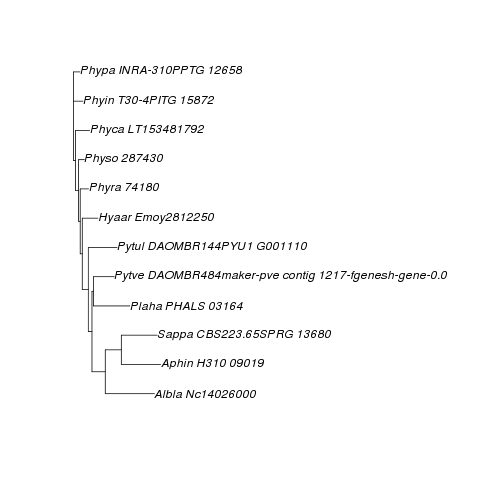 Phypa INRA-310PPTG 12658
Phyin T30-4PITG 15872
Phyca LT153481792
Physo 287430
Phyra 74180
Hyaar Emoy2812250
Pytul DAOMBR144PYU1 G001110
Pytve DAOMBR484maker-pve contig 1217-fgenesh-gene-0.0
Plaha PHALS 03164
Sappa CBS223.65SPRG 13680
Aphin H310 09019
Albla Nc14026000